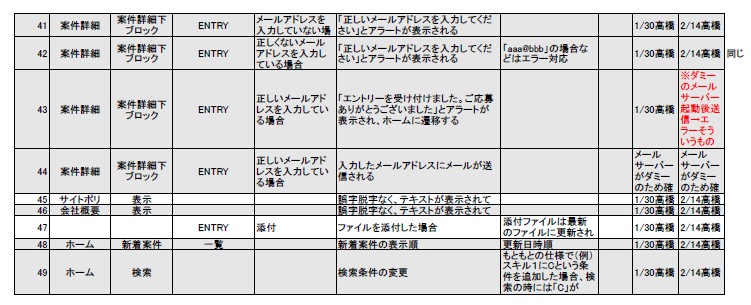 41 案件詳細 案件詳細下ブロック ENTRY メールアドレスを入力していない場 「正しいメールアドレスを入力してください」とアラートが表示される 1/30高橋 2/14高橋
42 案件詳細 案件詳細下ブロック ENTRY 正しくないメールアドレスを入力している場合 「正しいメールアドレスを入力してください」とアラートが表示される 「aaa@bbb」の場合などはエラー対応 1/30高橋 2/14高橋 同じ
43 案件詳細 案件詳細下ブロック ENTRY 正しいメールアドレスを入力している場合 「エントリーを受け付けました。ご応募ありがとうございました」とアラートが表示され、ホームに遷移する 1/30高橋 ※ダミーのメールサーバー起動後送信→エラーそういうもの
44 案件詳細 案件詳細下ブロック ENTRY 正しいメールアドレスを入力している場合 入力したメールアドレスにメールが送信される メールサーバーがダミーのため確 メールサーバーがダミーのため確
45 サイトポリ 表示 誤字脱字なく、テキストが表示されて 1/30高橋 2/14高橋
46 会社概要 表示 誤字脱字なく、テキストが表示されて 1/30高橋 2/14高橋
47 ENTRY 添付 ファイルを添付した場合 添付ファイルは最新のファイルに更新され 1/30高橋 2/14高橋
48 ホーム 新着案件 一覧 新着案件の表示順 更新日時順 1/30高橋 2/14高橋
49 ホーム 検索 検索条件の変更 もともとの仕様で(例)スキル1にCという条件を追加した場合、検索の時には「C」が 1/30高橋 2/14高橋